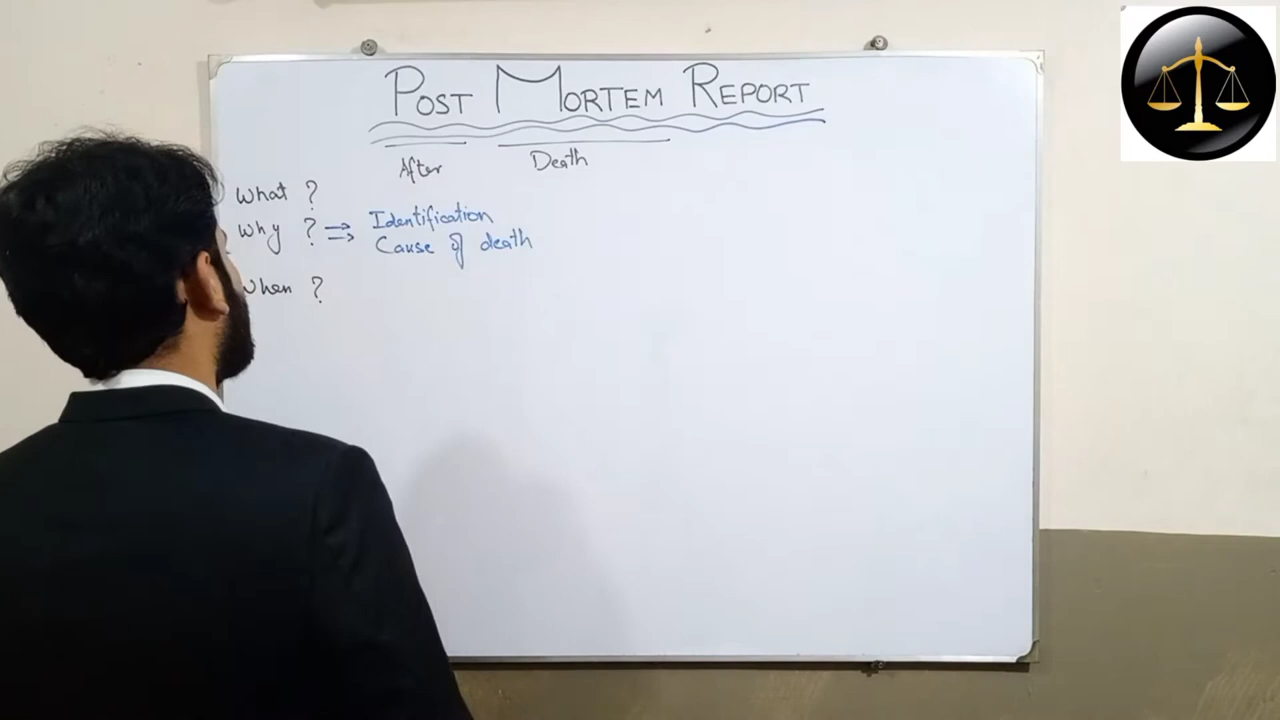 POST MORTEM REPORT
After Death
What ?
Why ? ⇒ Identification
Cause of death
When ?